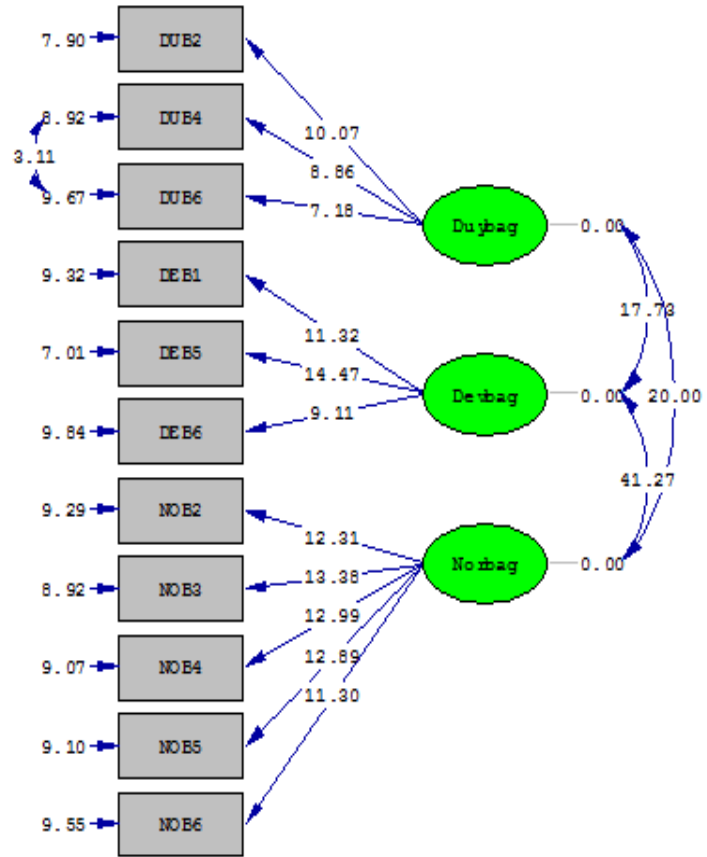 7.90 DUB2
10.07
8.92 DUB4
8.86
3.11
9.67 DUB6
7.18
Duybag 0.00
9.32 DEB1
17.73
11.32
7.01 DEB5
14.47
Devbag 0.00 20.00
9.11
9.84 DEB6
41.27
9.29 NOB2
12.31
Norbag 0.00
13.38
8.92 NOB3
12.99
12.89
9.07 NOB4
11.30
9.10 NOB5
9.55 NOB6